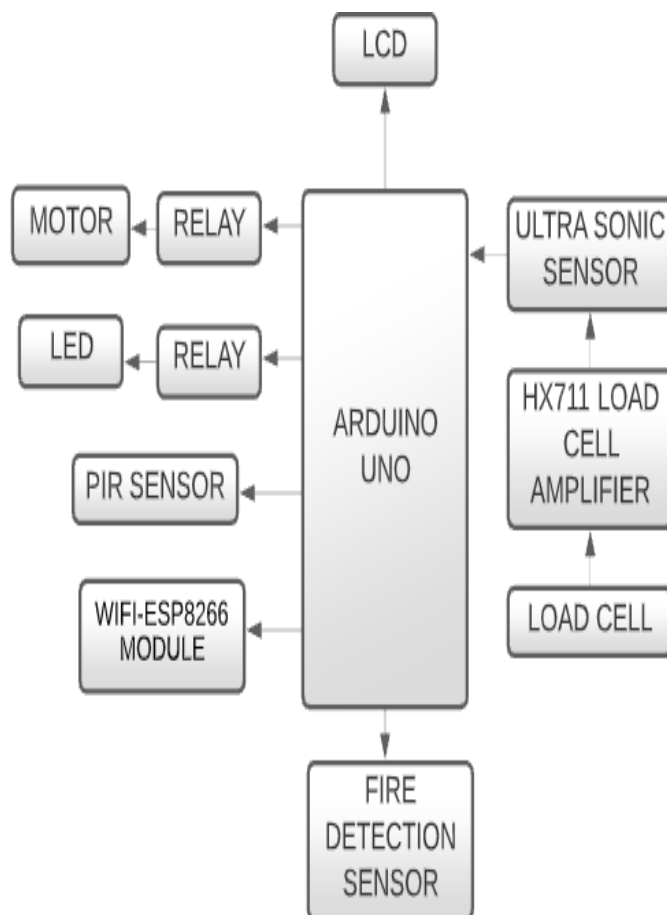 LCD
MOTOR
RELAY
ULTRA SONIC
SENSOR
LED
RELAY
ARDUINO
UNO
HX711 LOAD
CELL
AMPLIFIER
PIR SENSOR
WIFI-ESP8266
MODULE
LOAD CELL
FIRE
DETECTION
SENSOR